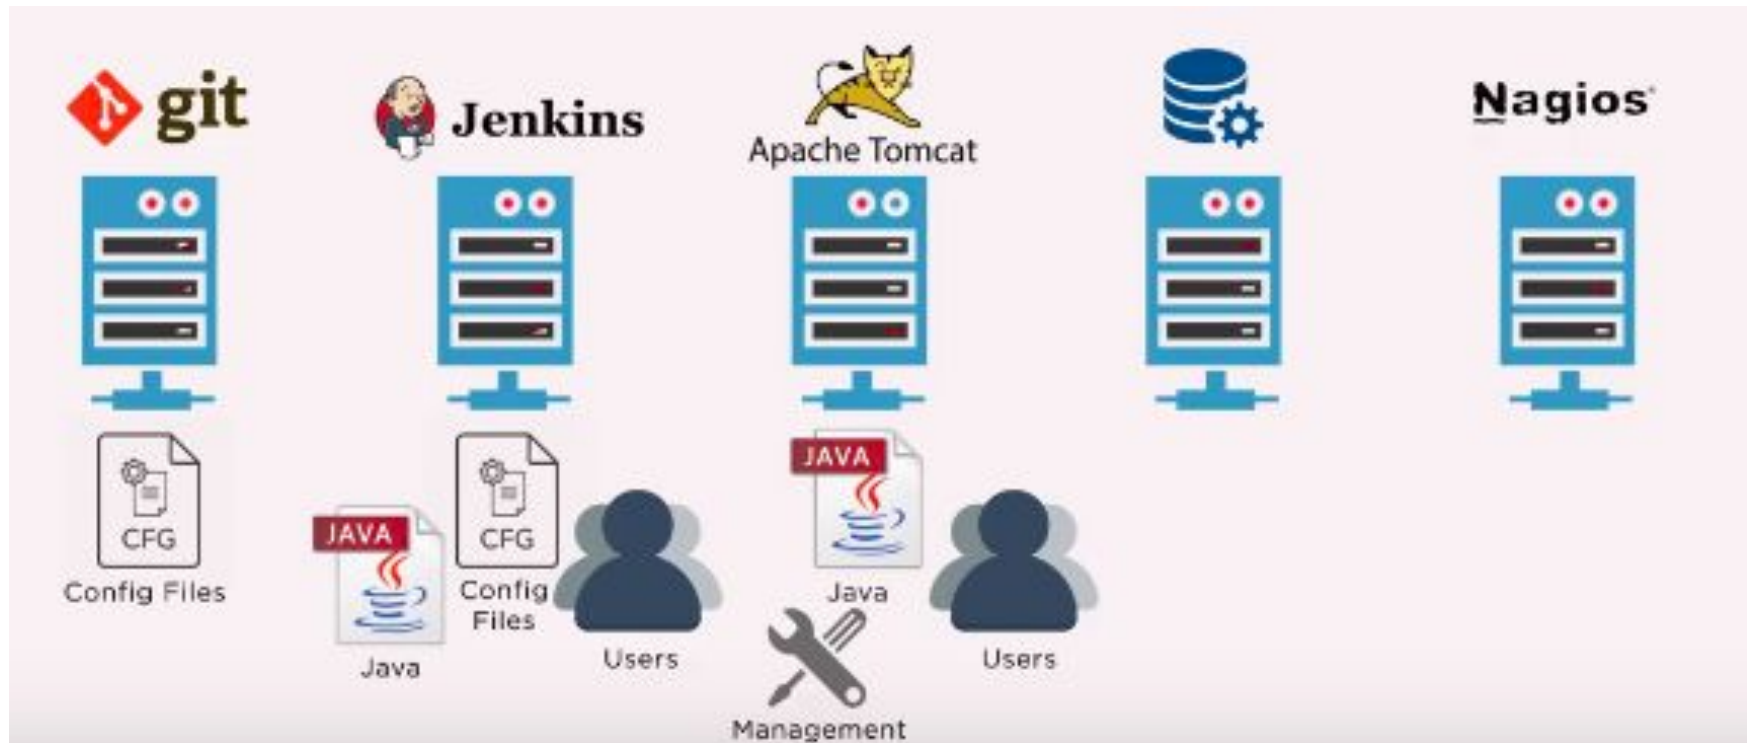 git
Jenkins
Apache Tomcat
Nagios
CFG
Config Files
JAVA
Java
CFG
Config
Files
Users
JAVA
Java
Management
Users